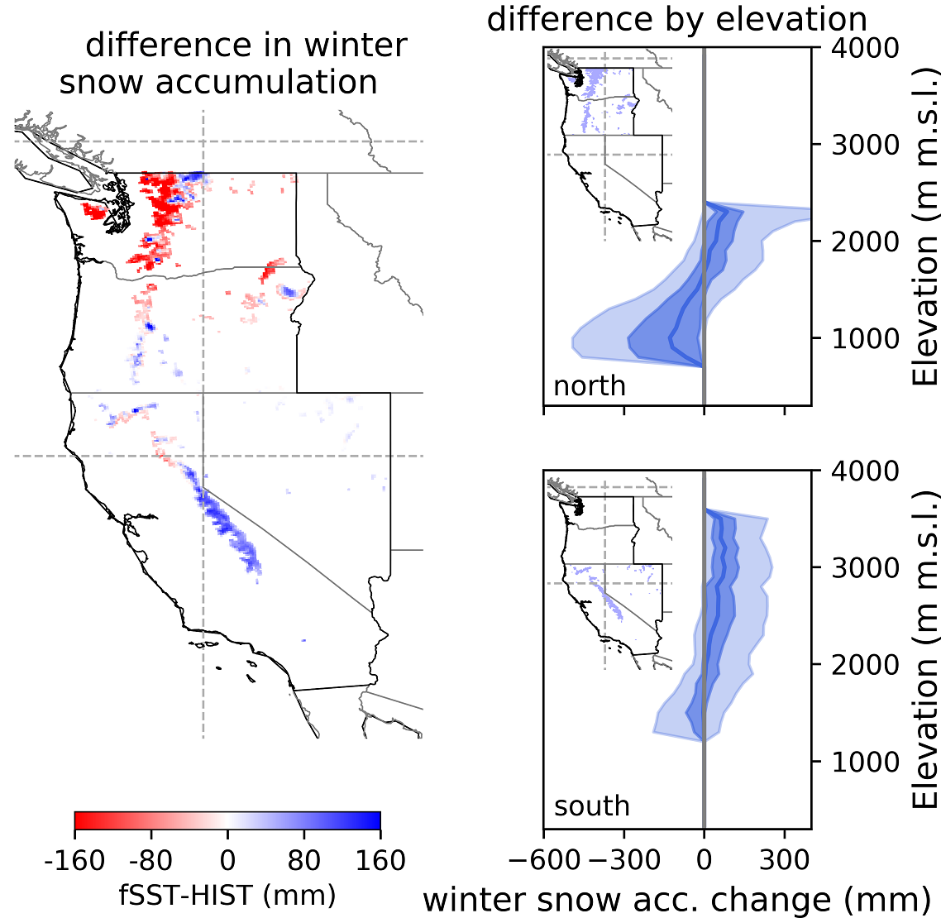 difference in winter
snow accumulation
-160 -80 0 80 160
fSST-HIST (mm)
difference by elevation
4000
3000
2000
1000
Elevation (m m.s.l.)
north
4000
3000
2000
1000
Elevation (m m.s.l.)
south
−600 −300 0 300
winter snow acc. change (mm)